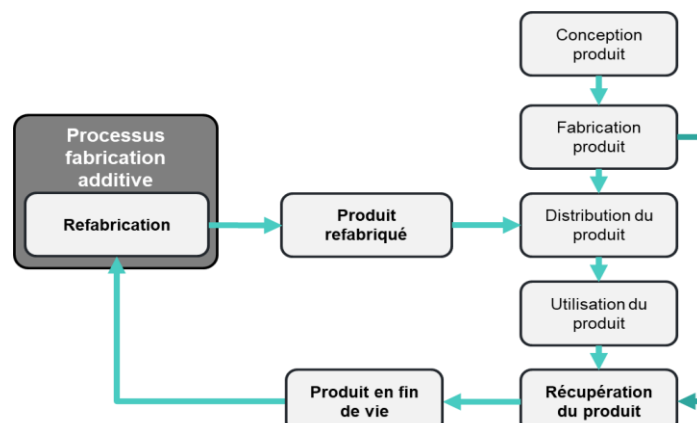 Conception
produit
Processus
fabrication
additive
Fabrication
produit
Refabrication
Produit
refabriqué
Distribution du
produit
Utilisation du
produit
Produit en fin
de vie
Récupération
du produit